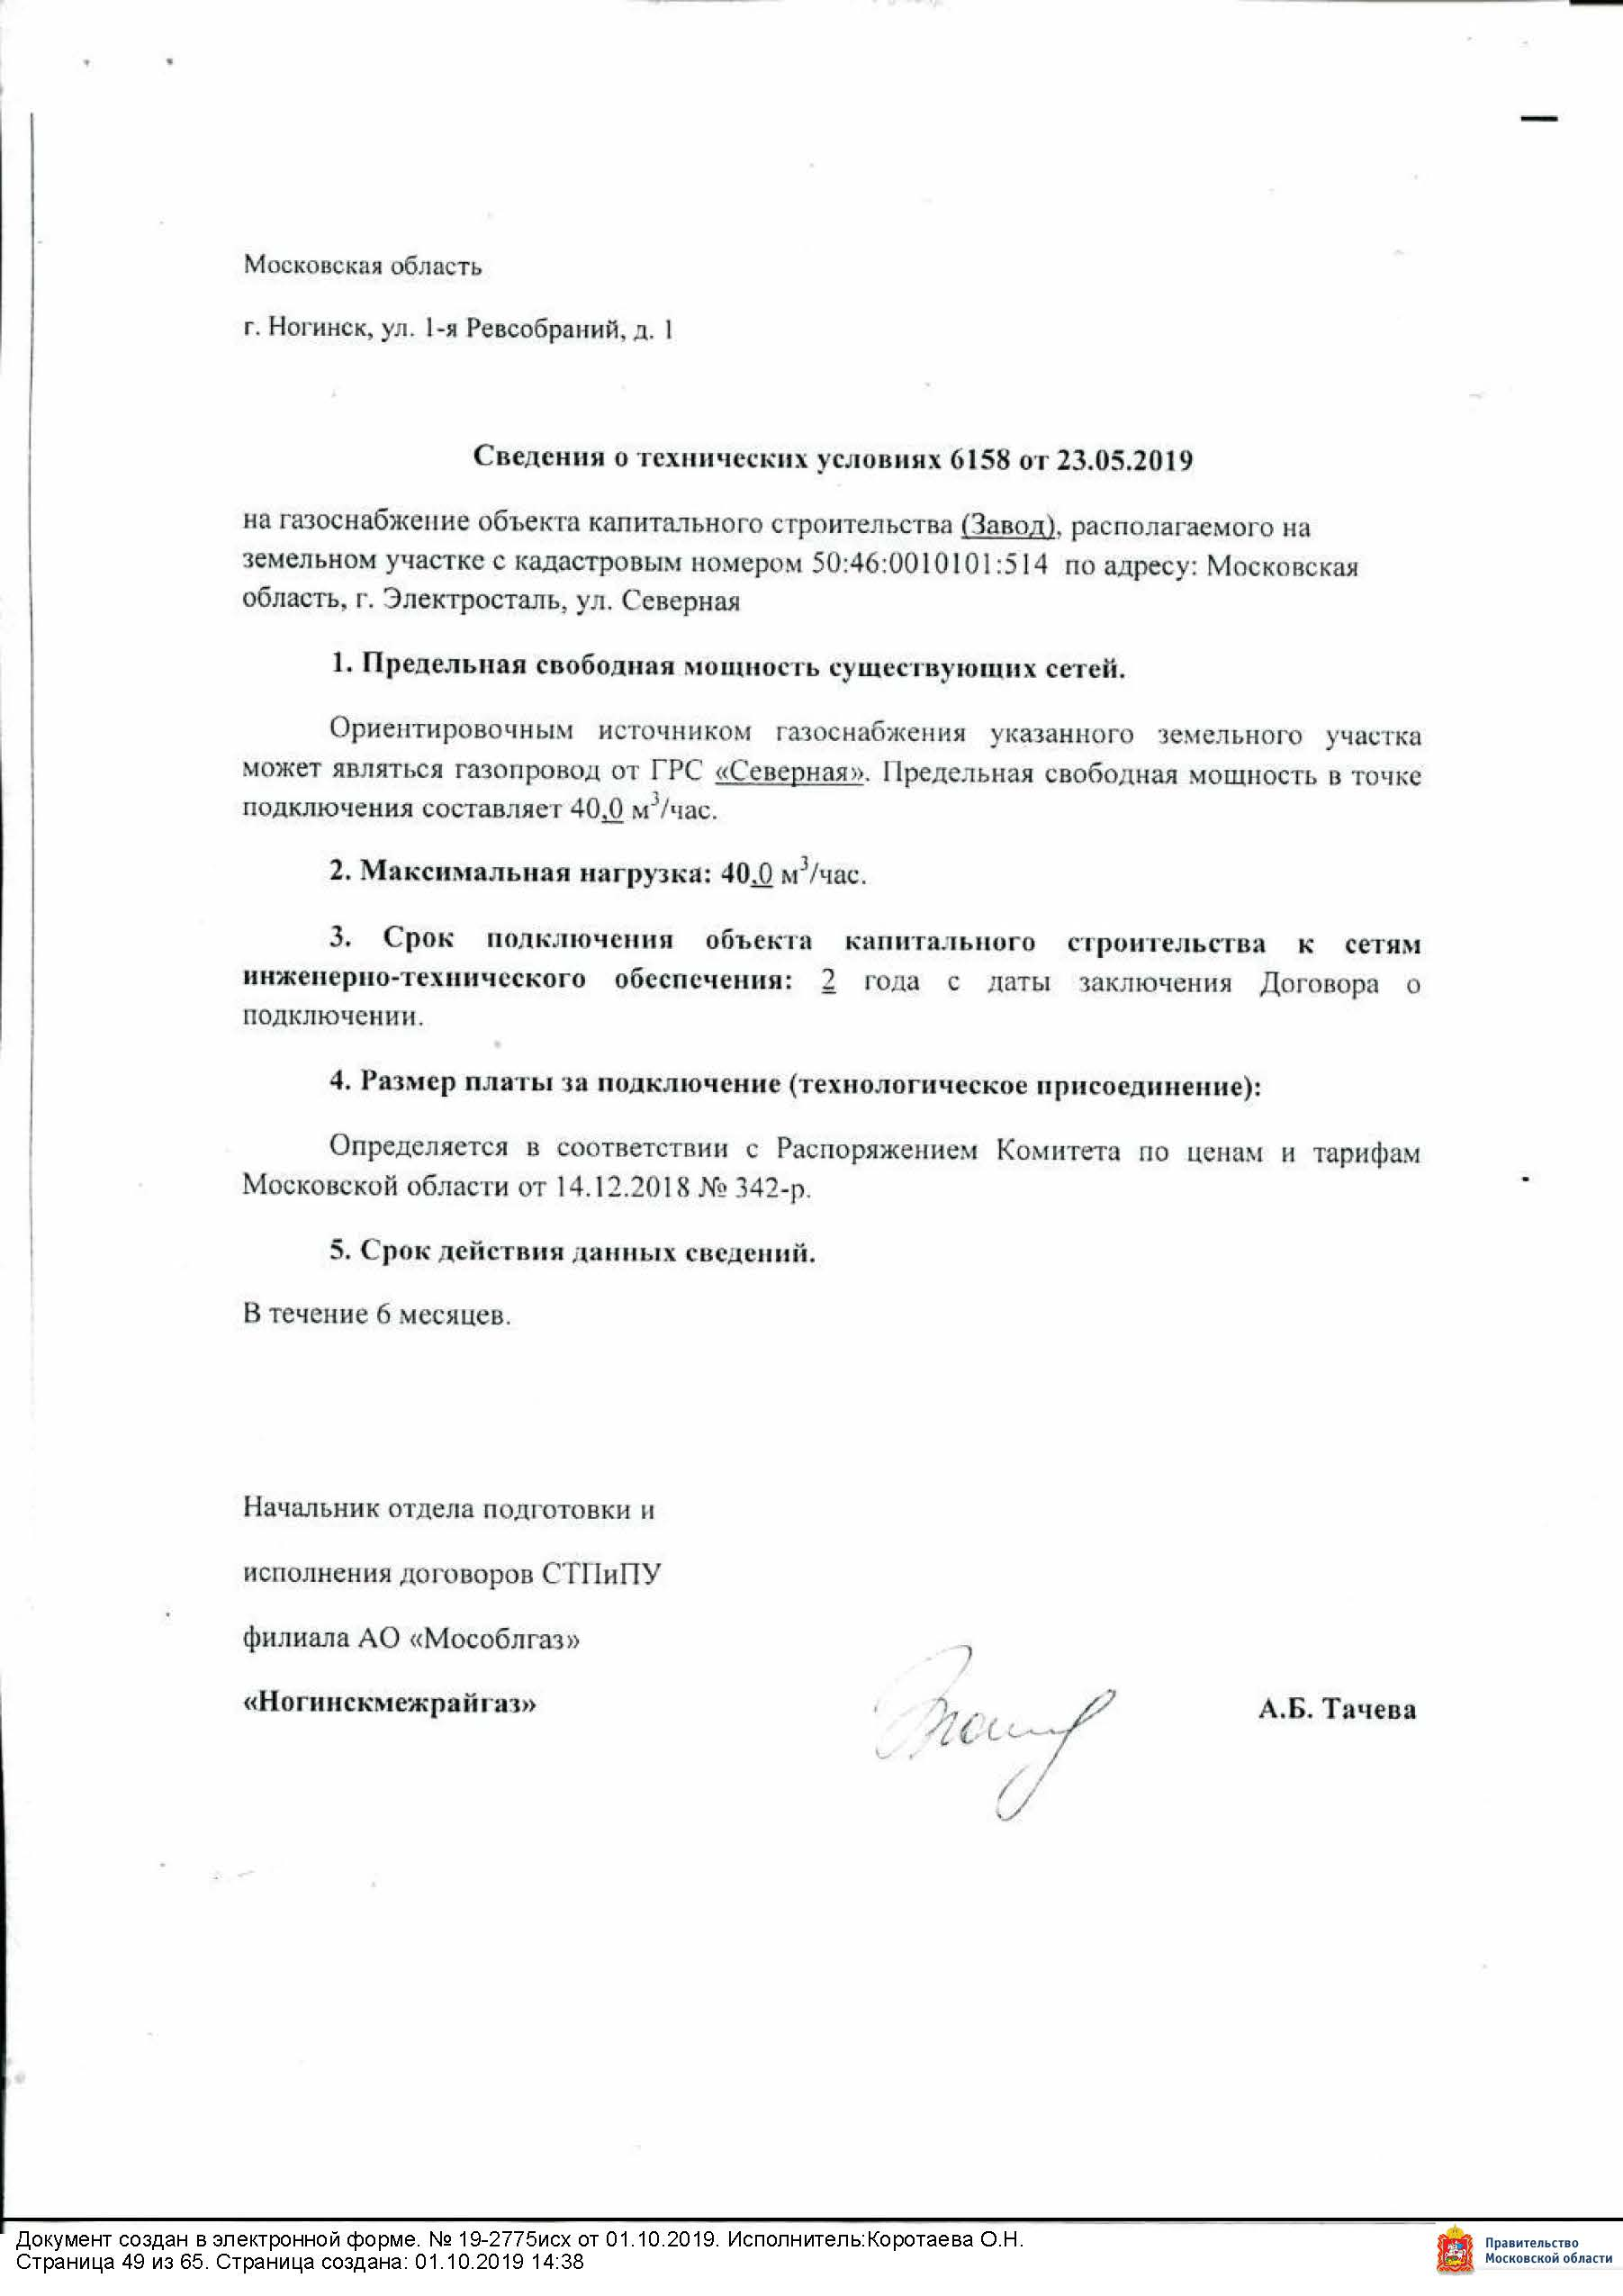 Московская область
г. Ногинск, ул. 1-я Ревсобраний, д. 1
Сведения о технических условиях 6158 от 23.05.2019
на газоснабжение объекта капитального строительства (Завод), располагаемого на
земельном участке с кадастровым номером 50:46:0010101:514 по адресу: Московская
область, г. Электросталь, ул. Северная
1. Предельная свободная мощность существующих сетей.
Ориентировочным источником газоснабжения указанного земельного участка
может являться газопровод от ГРС «Северная». Предельная свободная мощность в точке
подключения составляет 40,0 м³/час.
2. Максимальная нагрузка: 40,0 м³/час.
3. Срок подключения объекта капитального строительства к сетям
инженерно-технического обеспечения: 2 года с даты заключения Договора о
подключении.
4. Размер платы за подключение (технологическое присоединение):
Определяется в соответствии с Распоряжением Комитета по ценам и тарифам
Московской области от 14.12.2018 № 342-р.
5. Срок действия данных сведений.
В течение 6 месяцев.
Начальник отдела подготовки и
исполнения договоров СТПиПУ
филиала АО «Мособлгаз»
«Ногинскмежрайгаз»
А.Б. Тачева
Документ создан в электронной форме. № 19-2775исх от 01.10.2019. Исполнитель:Коротаева О.Н.
Страница 49 из 65. Страница создана: 01.10.2019 14:38
Правительство
Московской области